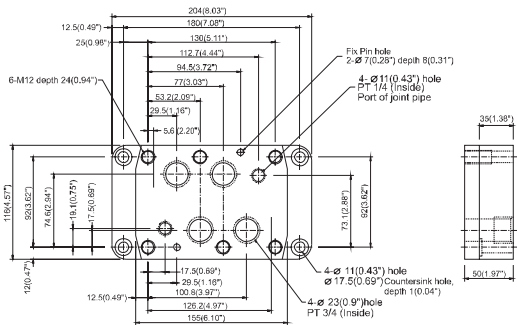 204(8.03")
12.5(0.49")
180(7.08")
25(0.98")
130(5.11")
112.7(4.44")
94.5(3.72")
Fix Pin hole
2-Ø 7(0.28") depth 8(0.31")
6-M12 depth 24(0.94")
77(3.03")
4-Ø11(0.43") hole
PT 1/4 (Inside)
Port of joint pipe
53.2(2.09")
29.5(1.16")
5.6(2.20")
35(1.38")
116(4.57")
92(3.62")
74.6(2.94")
19.1(0.75")
17.5(0.69")
73.1(2.88")
92(3.62")
12(0.47")
17.5(0.69")
29.5(1.16")
12.5(0.49")
100.8(3.97")
126.2(4.97")
155(6.10")
4-Ø 11(0.43") hole
Ø 17.5(0.69") Countersink hole,
depth 1(0.04")
4-Ø 23(0.9")hole
PT 3/4 (Inside)
50(1.97")